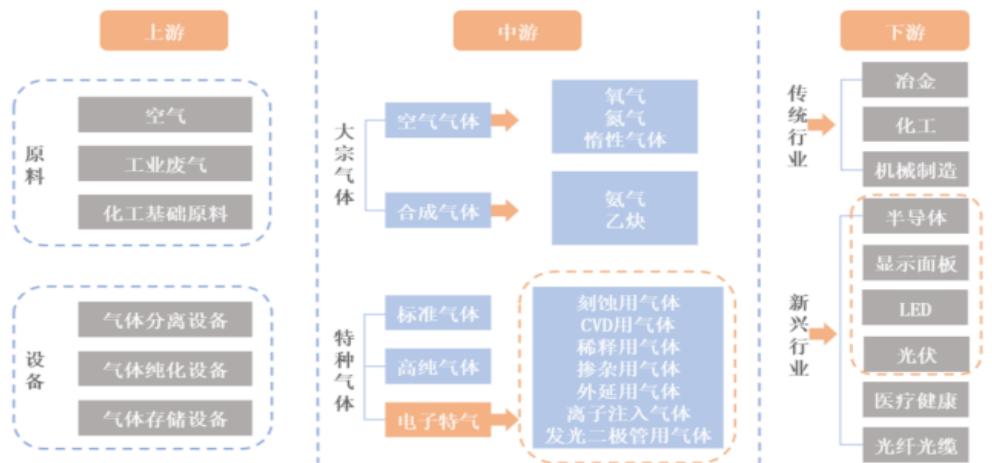 上游
原料
空气
工业废气
化工基础原料
设备
气体分离设备
气体纯化设备
气体存储设备
中游
大宗气体
空气气体
氧气
氮气
惰性气体
合成气体
氨气
乙炔
特种气体
标准气体
高纯气体
电子特气
刻蚀用气体
CVD用气体
稀释用气体
掺杂用气体
外延用气体
离子注入气体
发光二极管用气体
下游
传统行业
冶金
化工
机械制造
新兴行业
半导体
显示面板
LED
光伏
医疗健康
光纤光缆